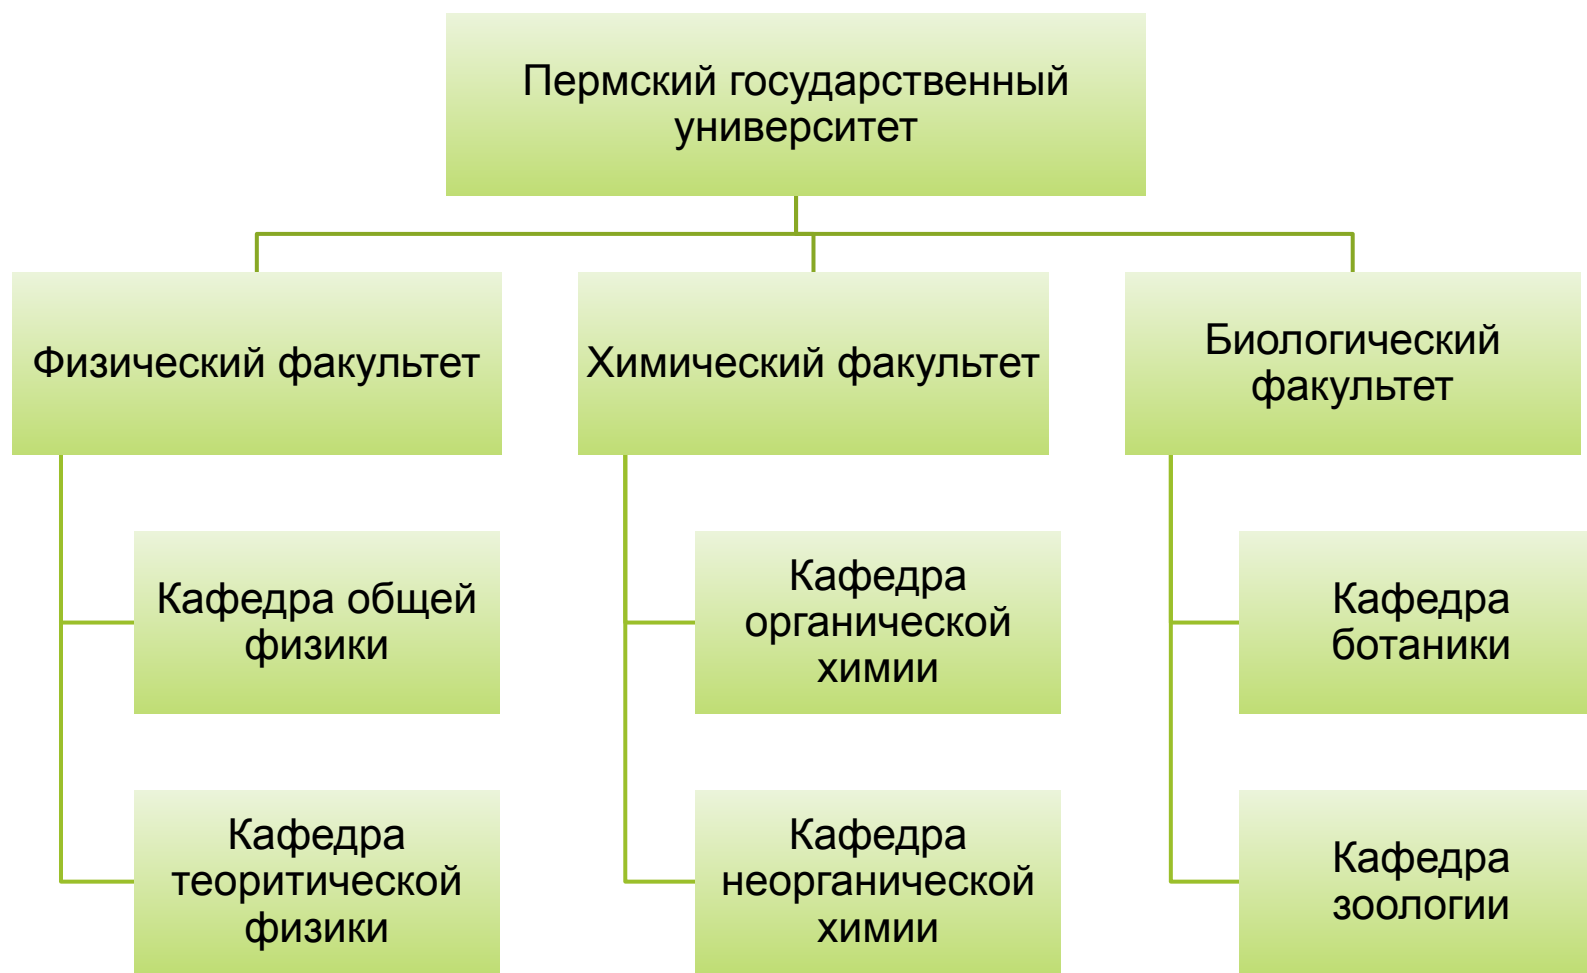 Пермский государственный
университет
Физический факультет
Химический факультет
Биологический
факультет
Кафедра общей
физики
Кафедра
органической
химии
Кафедра
ботаники
Кафедра
теоритической
физики
Кафедра
неорганической
химии
Кафедра
зоологии